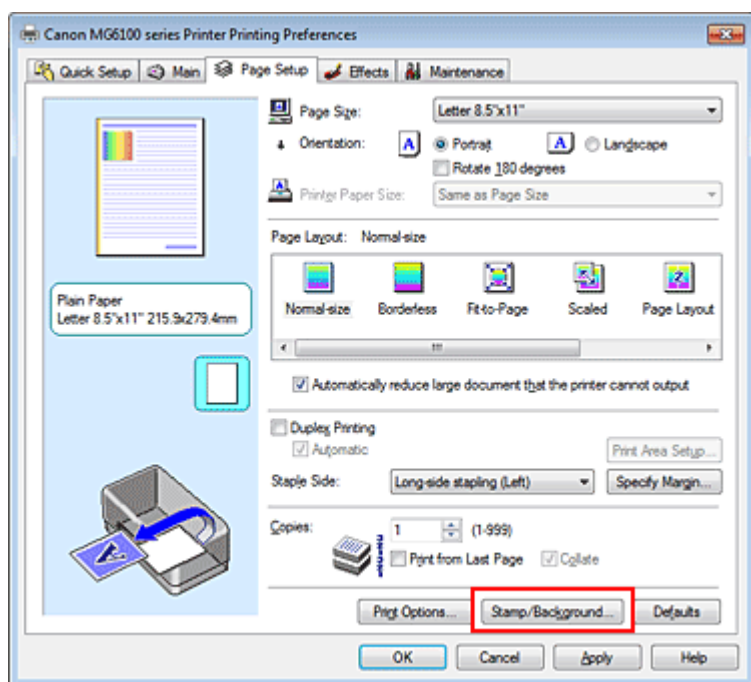 Canon MG6100 series Printer Printing Preferences
Quick Setup Main Page Setup Effects Maintenance
Page Size: Letter 8.5"x11"
Orientation: A Portrait A Landscape
Rotate 180 degrees
Printer Paper Size: Same as Page Size
Page Layout: Normal-size
Normal-size Borderless Fit-to-Page Scaled Page Layout
Plain Paper
Letter 8.5"x11" 215.9x279.4mm
Automatically reduce large document that the printer cannot output
Duplex Printing
Automatic Print Area Setup...
Staple Side: Long-side stapling (Left) Specify Margin...
Copies: 1 (1-999)
Print from Last Page Collate
Print Options... Stamp/Background... Defaults
OK Cancel Apply Help